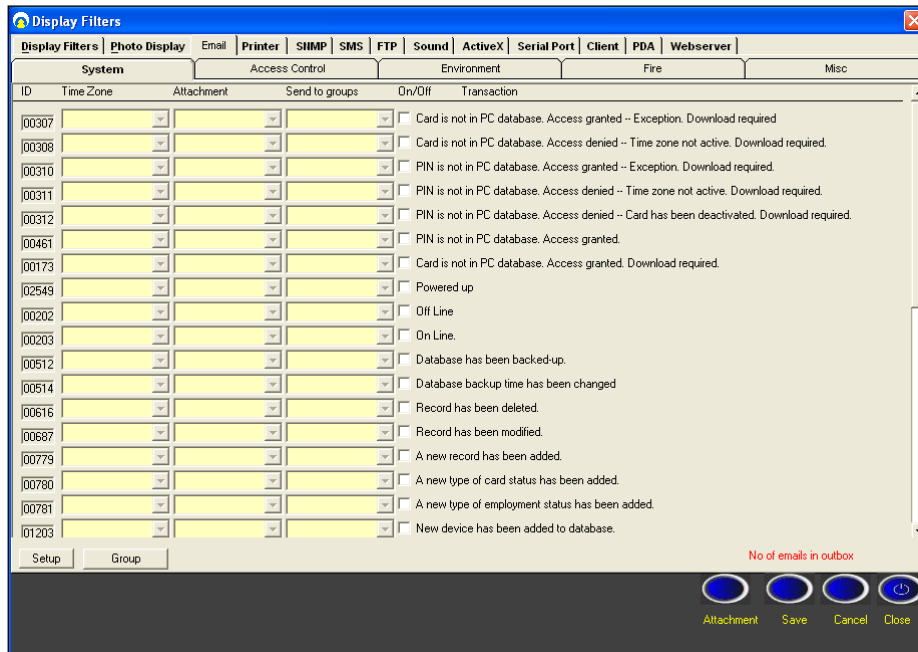 Display Filters
Display Filters Photo Display Email Printer SNMP SMS FTP Sound ActiveX Serial Port Client PDA Webserver
System Access Control Environment Fire Misc
ID Time Zone Attachment Send to groups On/Off Transaction
00307 Card is not in PC database. Access granted -- Exception. Download required
00308 Card is not in PC database. Access denied -- Time zone not active. Download required.
00310 PIN is not in PC database. Access granted -- Exception. Download required.
00311 PIN is not in PC database. Access denied -- Time zone not active. Download required.
00312 PIN is not in PC database. Access denied -- Card has been deactivated. Download required.
00461 PIN is not in PC database. Access granted.
00173 Card is not in PC database. Access granted. Download required.
02549 Powered up
00202 Off Line
00203 On Line.
00512 Database has been backed-up.
00514 Database backup time has been changed
00616 Record has been deleted.
00687 Record has been modified.
00779 A new record has been added.
00780 A new type of card status has been added.
00781 A new type of employment status has been added.
01203 New device has been added to database.
Setup Group No of emails in outbox
Attachment Save Cancel Close